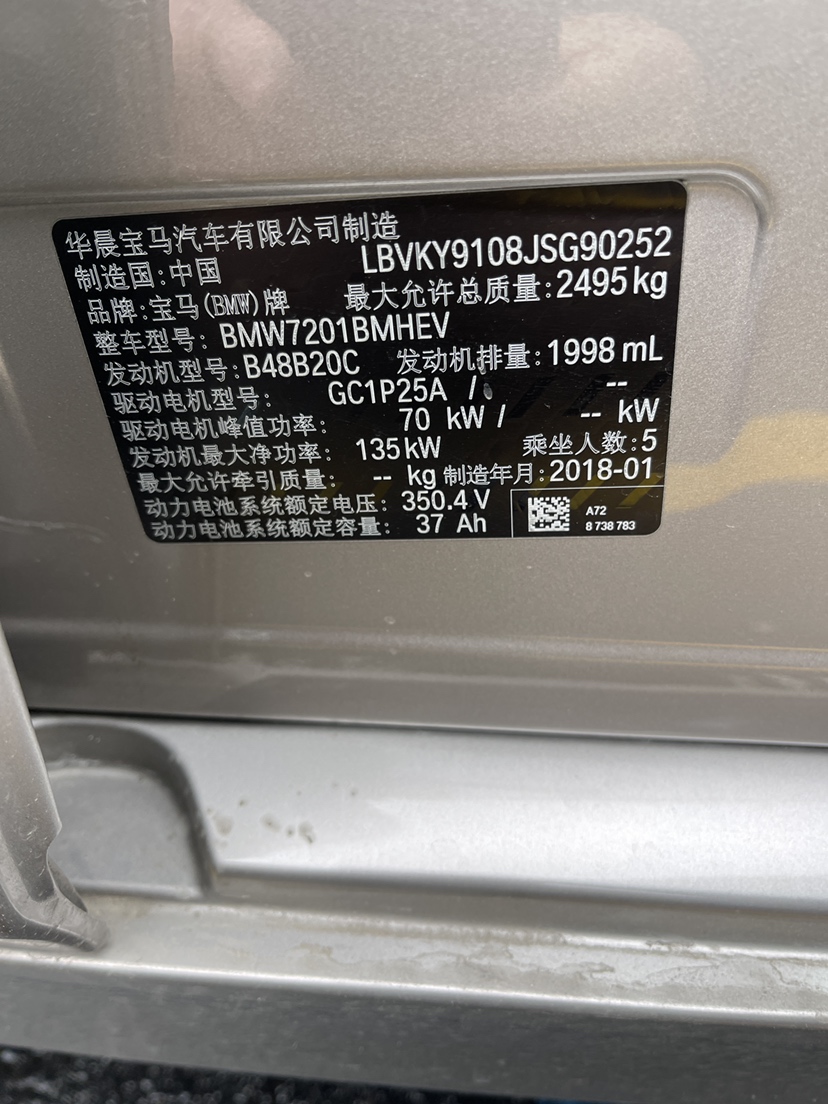 华晨宝马汽车有限公司制造
制造国:中国 LBVKY9108JSG90252
品牌:宝马(BMW)牌 最大允许总质量:2495kg
整车型号: BMW7201BMHEV
发动机型号:B48B20C 发动机排量:1998 mL
驱动电机型号: GC1P25A / --
驱动电机峰值功率: 70 kW / -- kW
发动机最大净功率: 135kW 乘坐人数:5
最大允许牵引质量: -- kg 制造年月:2018-01
动力电池系统额定电压:350.4 V
动力电池系统额定容量: 37 Ah
A72
8 738 783